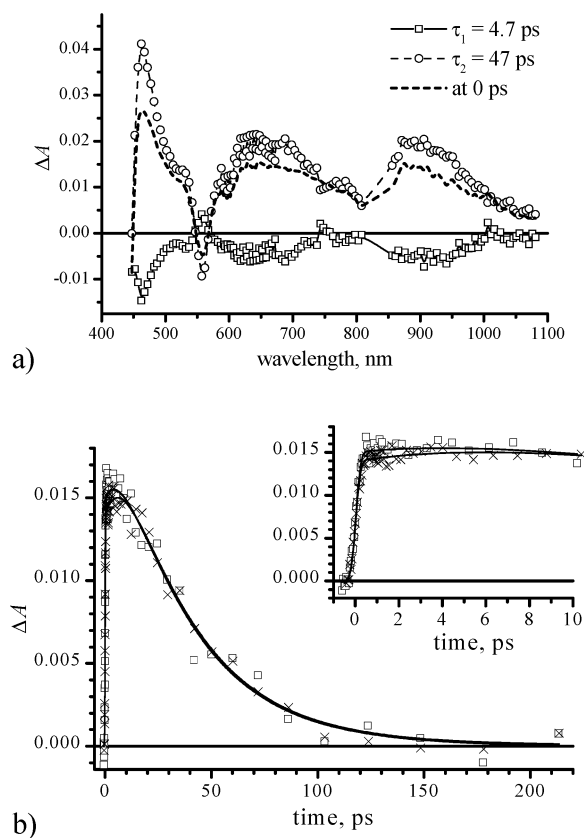 τ₁ = 4.7 ps
τ₂ = 47 ps
at 0 ps
0.04
0.03
0.02
0.01
0.00
-0.01
ΔA
400 500 600 700 800 900 1000 1100
wavelength, nm
a)
0.015
0.010
0.005
0.000
ΔA
0 50 100 150 200
time, ps
0.015
0.010
0.005
0.000
0 2 4 6 8 10
time, ps
b)